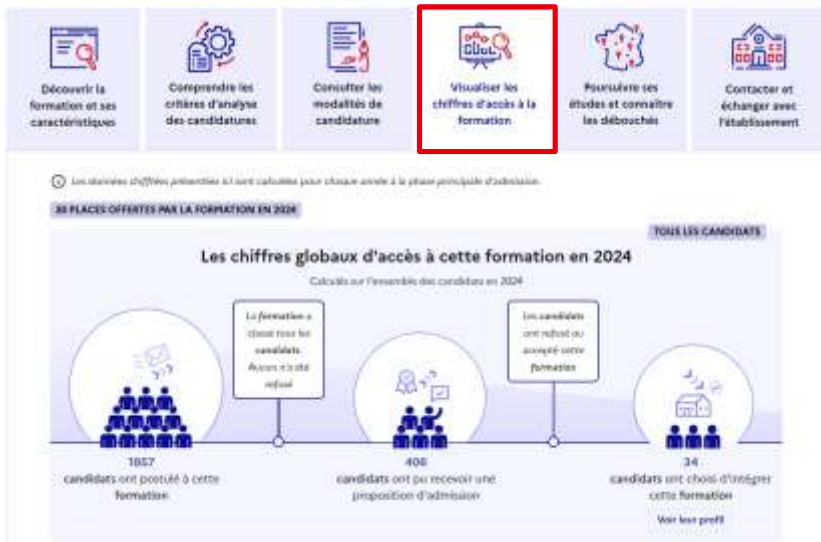 Découvrir la
formation et ses
caractéristiques
Comprendre les
critères d'analyse
des candidatures
Consulter les
modalités de
candidature
Visualiser les
chiffres d'accès à la
formation
Poursuivre ses
études et connaître
les débouchés
Contacter et
échanger avec
l'établissement
Les données chiffrées présentées ici sont calculées pour chaque année à la phase principale d'admission.
30 PLACES OFFERTES PAR LA FORMATION EN 2024
TOUS LES CANDIDATS
Les chiffres globaux d'accès à cette formation en 2024
Calculés sur l'ensemble des candidats en 2024
La formation a
classé tous les
candidats.
Aucun n'a été
refusé
Les candidats
ont refusé ou
accepté cette
formation
1857
candidats ont postulé à cette
formation
406
candidats ont pu recevoir une
proposition d'admission
34
candidats ont choisi d'intégrer
cette formation
Voir leur profil